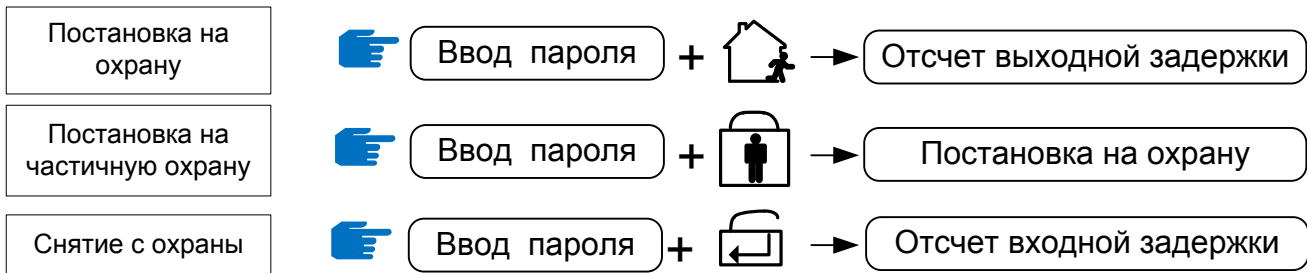 Постановка на
охрану
Ввод пароля
+
Отсчет выходной задержки
Постановка на
частичную охрану
Ввод пароля
+
Постановка на охрану
Снятие с охраны
Ввод пароля
+
Отсчет входной задержки